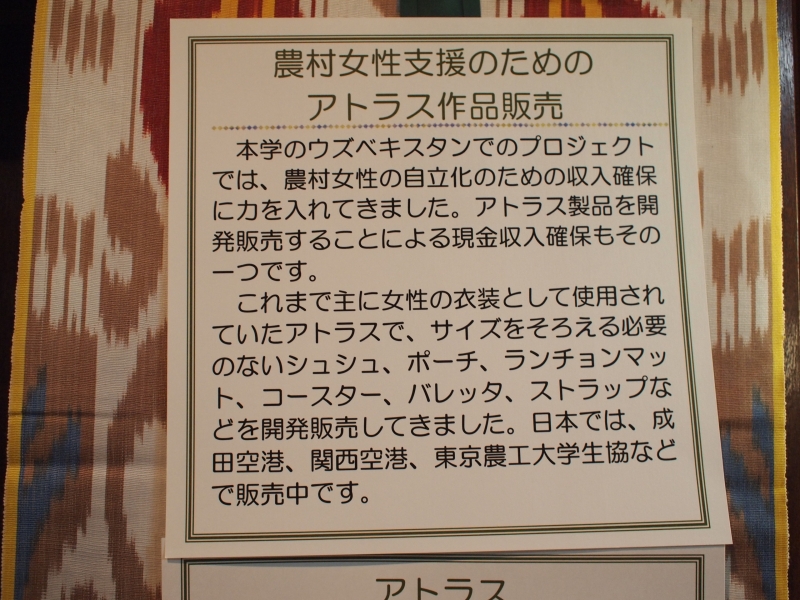 農村女性支援のための
アトラス作品販売
本学のウズベキスタンでのプロジェクト
では、農村女性の自立化のための収入確保
に力を入れてきました。アトラス製品を開
発販売することによる現金収入確保もその
一つです。
これまで主に女性の衣装として使用され
ていたアトラスで、サイズをそろえる必要
のないシュシュ、ポーチ、ランチョンマッ
ト、コースター、バレッタ、ストラップな
どを開発販売してきました。日本では、成
田空港、関西空港、東京農工大学生協など
で販売中です。
アトラス